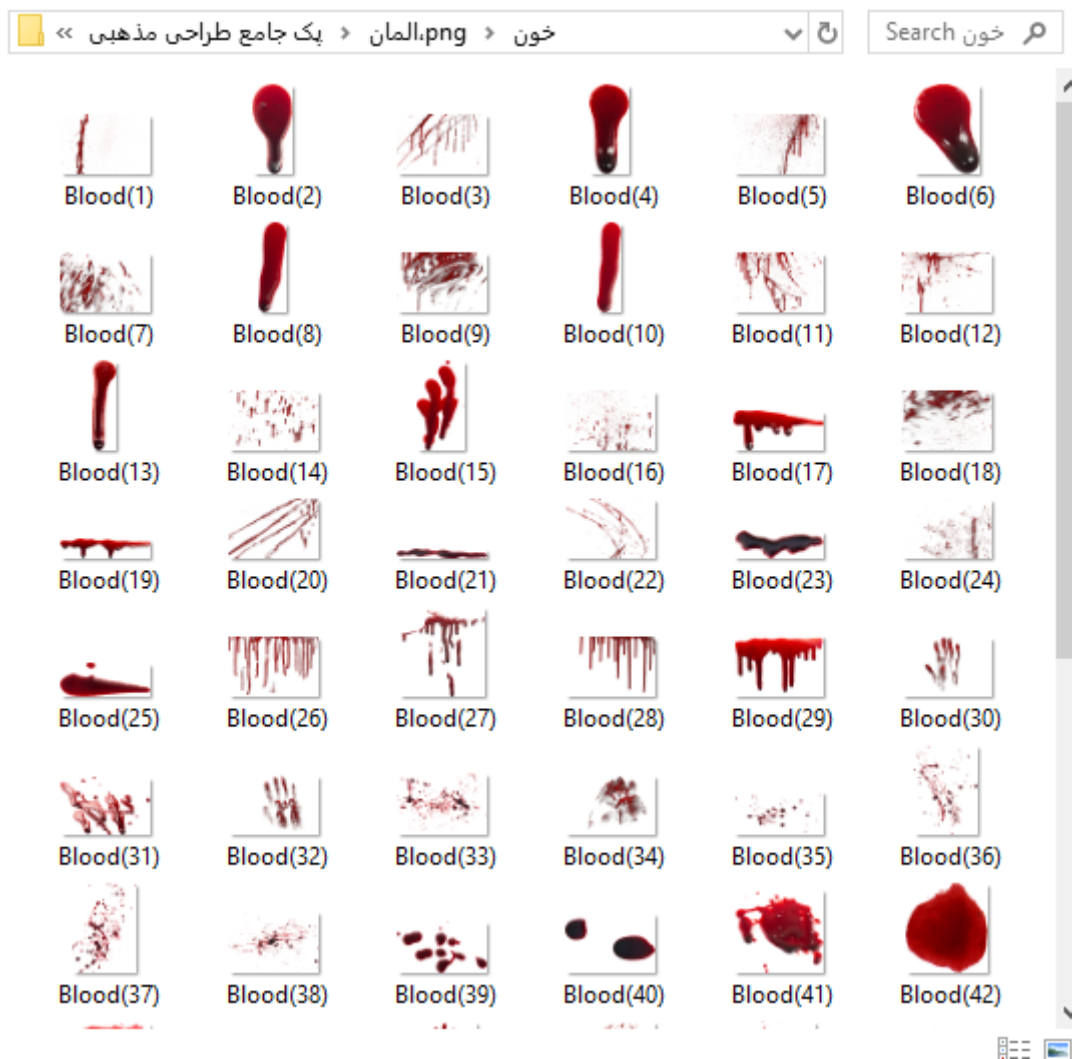 » پک جامع طراحی مذهبی › المان،png › خون
Search خون
Blood(1) Blood(2) Blood(3) Blood(4) Blood(5) Blood(6)
Blood(7) Blood(8) Blood(9) Blood(10) Blood(11) Blood(12)
Blood(13) Blood(14) Blood(15) Blood(16) Blood(17) Blood(18)
Blood(19) Blood(20) Blood(21) Blood(22) Blood(23) Blood(24)
Blood(25) Blood(26) Blood(27) Blood(28) Blood(29) Blood(30)
Blood(31) Blood(32) Blood(33) Blood(34) Blood(35) Blood(36)
Blood(37) Blood(38) Blood(39) Blood(40) Blood(41) Blood(42)